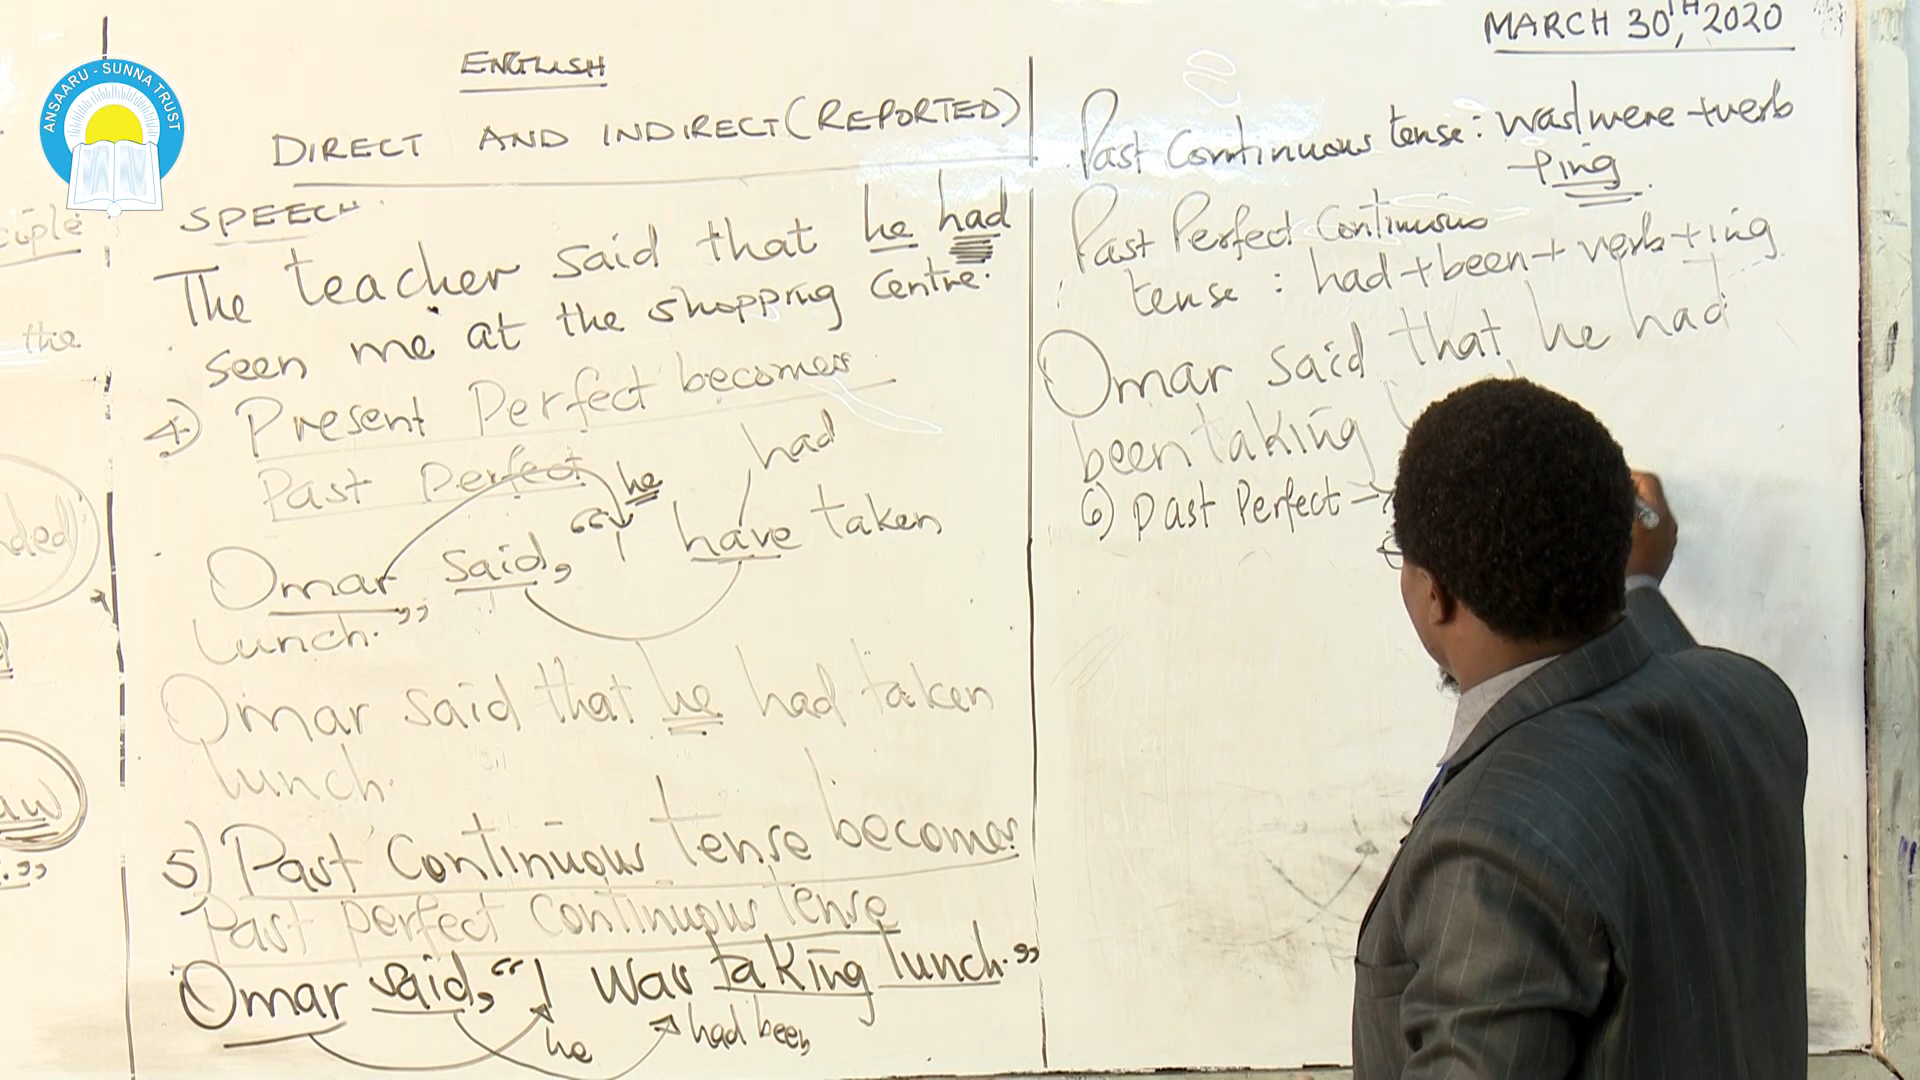 MARCH 30TH, 2020
ANSAARU - SUNNA TRUST
ENGLISH
DIRECT AND INDIRECT (REPORTED)
SPEECH
The teacher said that he had
seen me at the shopping centre.
4) Present Perfect becomes
Past Perfect
had
he
Omar said, “I have taken
lunch.”
Omar said that he had taken
lunch.
5) Past Continuous tense becomes
Past perfect continuous tense
Omar said, “I was taking lunch.”
he had been
Past Continuous tense: was/were +verb
+ing
Past Perfect Continuous
tense: had+been+verb+ing
Omar said that he had
been taking
6) Past Perfect →
ciple
the
ded